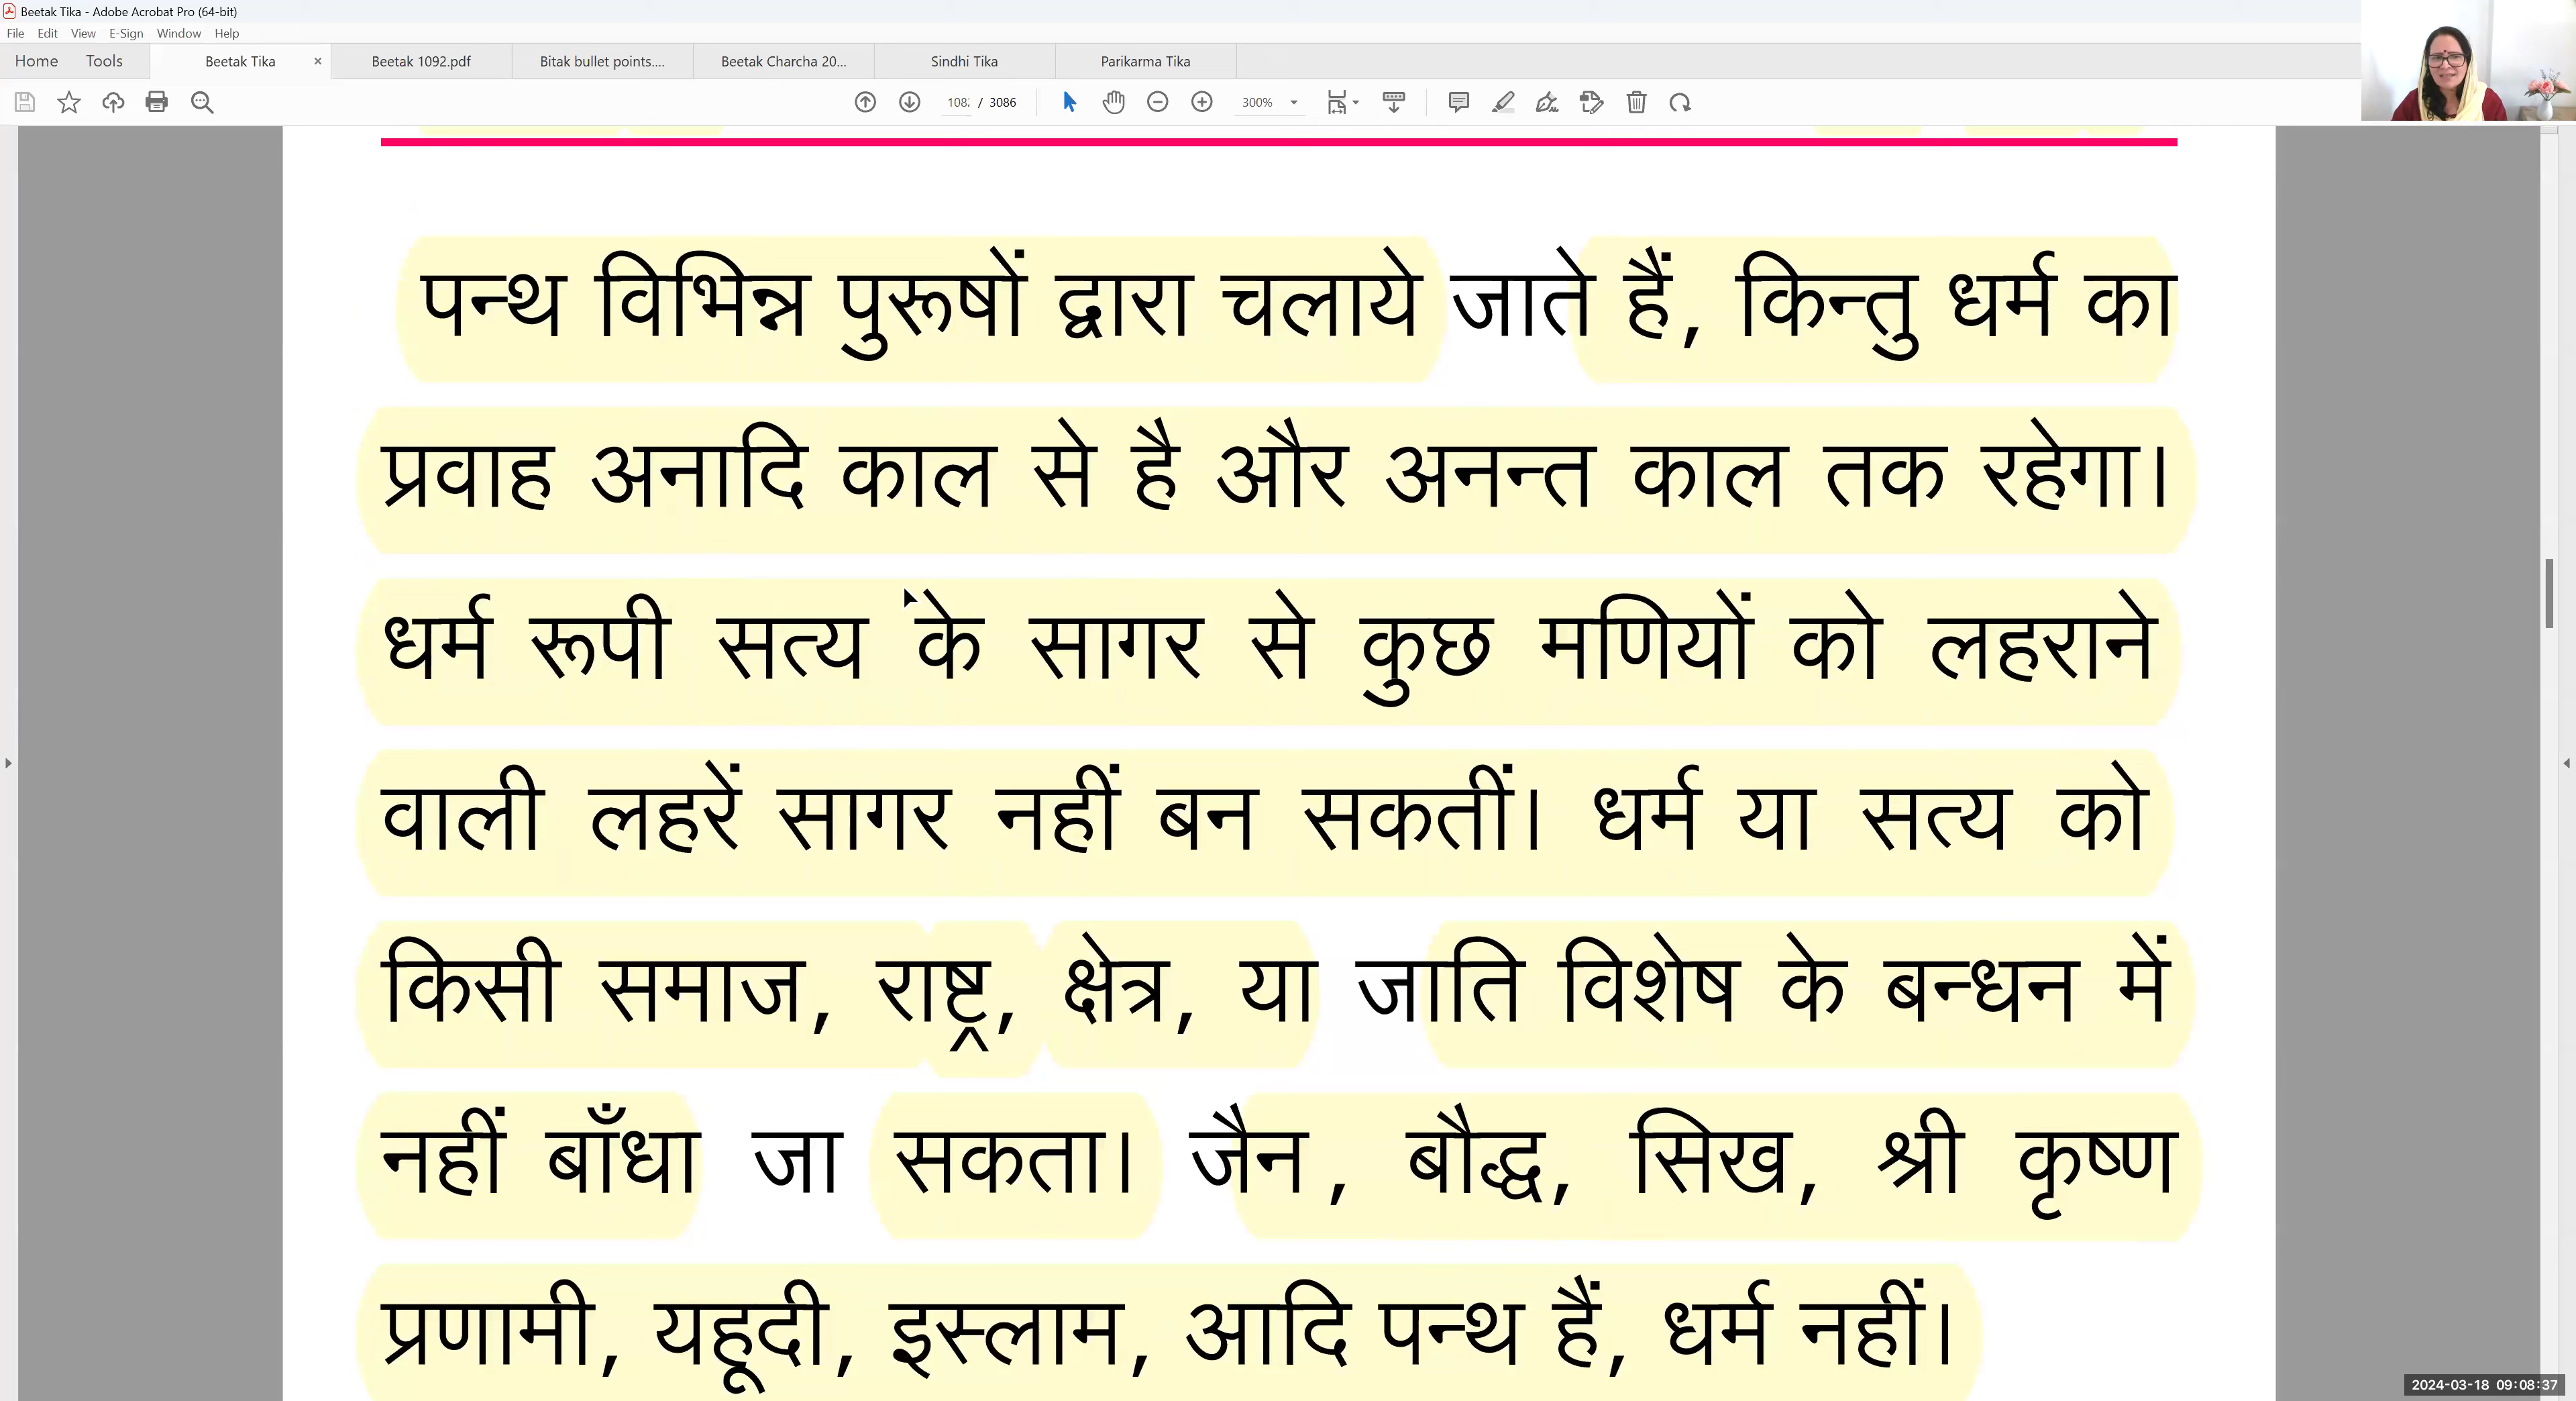 Beetak Tika - Adobe Acrobat Pro (64-bit)
File Edit View E-Sign Window Help
Home Tools Beetak Tika × Beetak 1092.pdf Bitak bullet points.... Beetak Charcha 20... Sindhi Tika Parikarma Tika
/ 3086 300%
पन्थ विभिन्न पुरूषों द्वारा चलाये जाते हैं, किन्तु धर्म का
प्रवाह अनादि काल से है और अनन्त काल तक रहेगा।
धर्म रूपी सत्य के सागर से कुछ मणियों को लहराने
वाली लहरें सागर नहीं बन सकतीं। धर्म या सत्य को
किसी समाज, राष्ट्र, क्षेत्र, या जाति विशेष के बन्धन में
नहीं बाँधा जा सकता। जैन, बौद्ध, सिख, श्री कृष्ण
प्रणामी, यहूदी, इस्लाम, आदि पन्थ हैं, धर्म नहीं।
2024-03-18 09:08:37